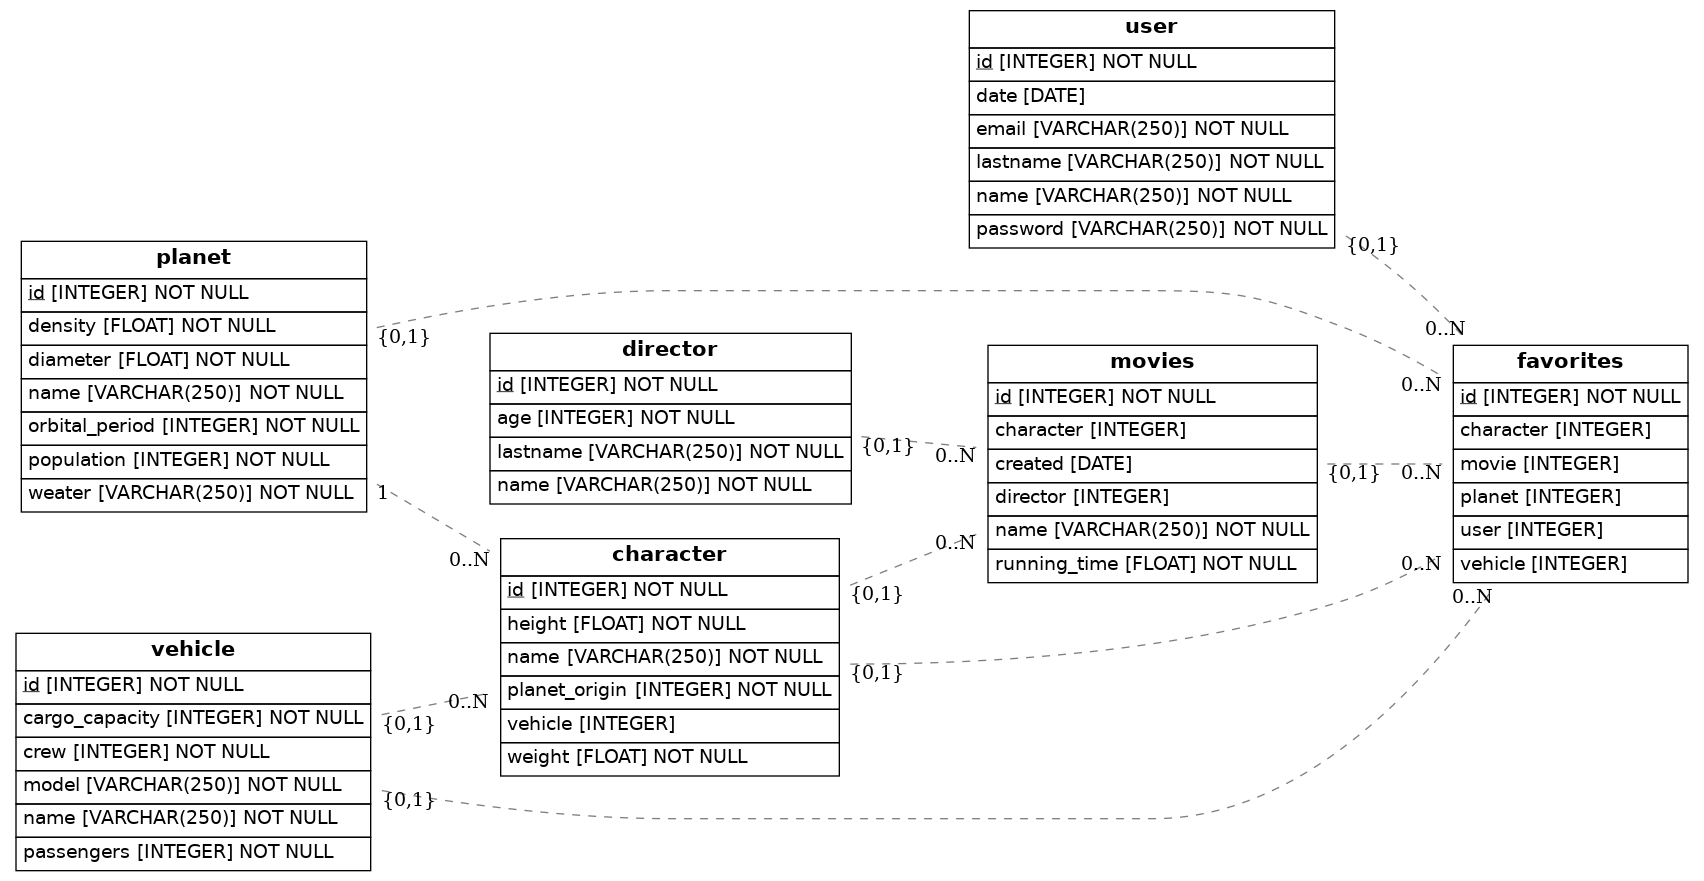 user
id [INTEGER] NOT NULL
date [DATE]
email [VARCHAR(250)] NOT NULL
lastname [VARCHAR(250)] NOT NULL
name [VARCHAR(250)] NOT NULL
password [VARCHAR(250)] NOT NULL
{0,1}
0..N
planet
id [INTEGER] NOT NULL
density [FLOAT] NOT NULL
diameter [FLOAT] NOT NULL
name [VARCHAR(250)] NOT NULL
orbital_period [INTEGER] NOT NULL
population [INTEGER] NOT NULL
weater [VARCHAR(250)] NOT NULL
{0,1}
0..N
1
0..N
director
id [INTEGER] NOT NULL
age [INTEGER] NOT NULL
lastname [VARCHAR(250)] NOT NULL
name [VARCHAR(250)] NOT NULL
{0,1}
0..N
movies
id [INTEGER] NOT NULL
character [INTEGER]
created [DATE]
director [INTEGER]
name [VARCHAR(250)] NOT NULL
running_time [FLOAT] NOT NULL
{0,1}
0..N
favorites
id [INTEGER] NOT NULL
character [INTEGER]
movie [INTEGER]
planet [INTEGER]
user [INTEGER]
vehicle [INTEGER]
character
id [INTEGER] NOT NULL
height [FLOAT] NOT NULL
name [VARCHAR(250)] NOT NULL
planet_origin [INTEGER] NOT NULL
vehicle [INTEGER]
weight [FLOAT] NOT NULL
{0,1}
0..N
{0,1}
0..N
vehicle
id [INTEGER] NOT NULL
cargo_capacity [INTEGER] NOT NULL
crew [INTEGER] NOT NULL
model [VARCHAR(250)] NOT NULL
name [VARCHAR(250)] NOT NULL
passengers [INTEGER] NOT NULL
{0,1}
0..N
{0,1}
0..N